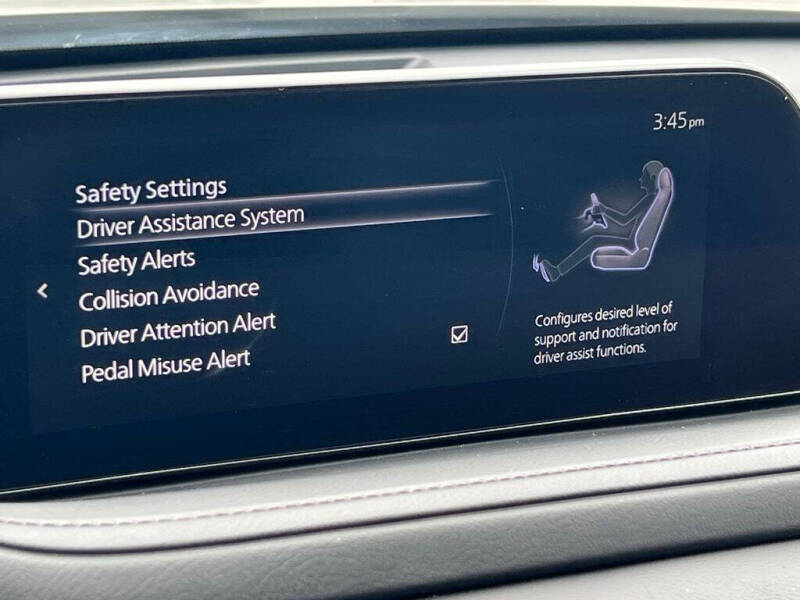 3:45pm
Safety Settings
Driver Assistance System
Safety Alerts
Collision Avoidance
Driver Attention Alert
Pedal Misuse Alert
Configures desired level of
support and notification for
driver assist functions.